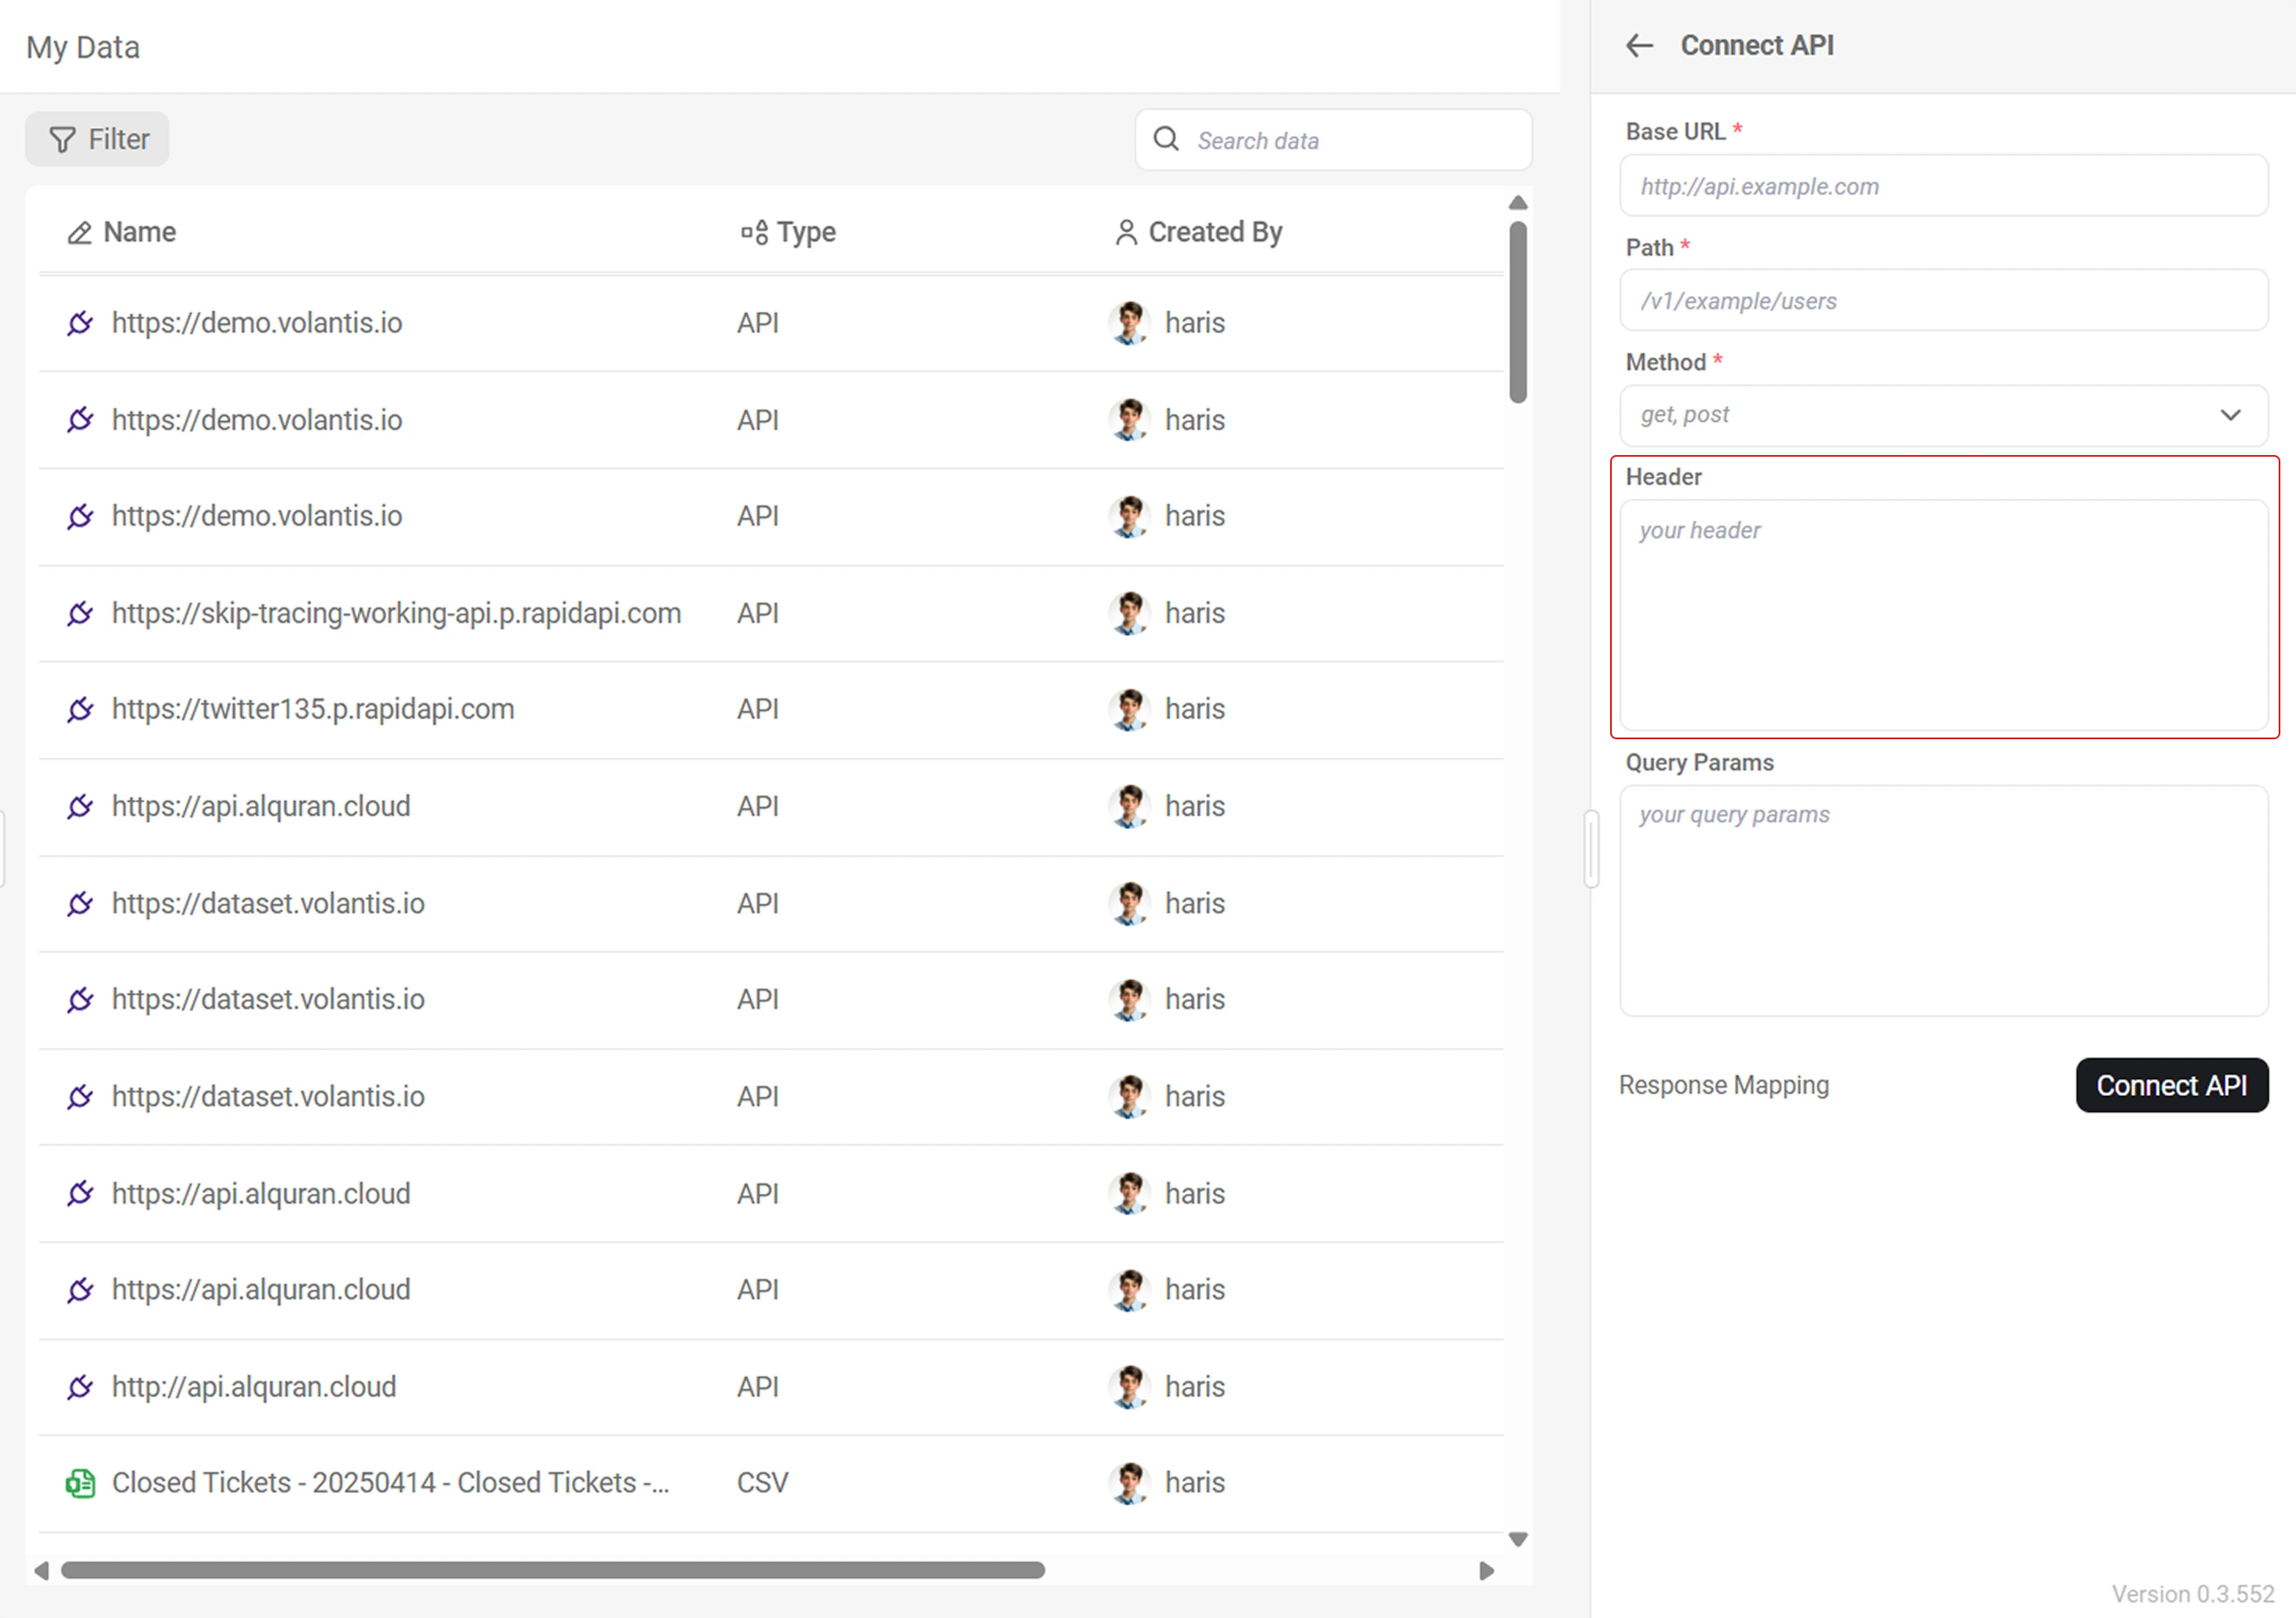 My Data
Filter
Search data
Name Type Created By
https://demo.volantis.io API haris
https://demo.volantis.io API haris
https://demo.volantis.io API haris
https://skip-tracing-working-api.p.rapidapi.com API haris
https://twitter135.p.rapidapi.com API haris
https://api.alquran.cloud API haris
https://dataset.volantis.io API haris
https://dataset.volantis.io API haris
https://dataset.volantis.io API haris
https://api.alquran.cloud API haris
https://api.alquran.cloud API haris
http://api.alquran.cloud API haris
Closed Tickets - 20250414 - Closed Tickets -... CSV haris
Connect API
Base URL *
http://api.example.com
Path *
/v1/example/users
Method *
get, post
Header
your header
Query Params
your query params
Response Mapping
Connect API
Version 0.3.552